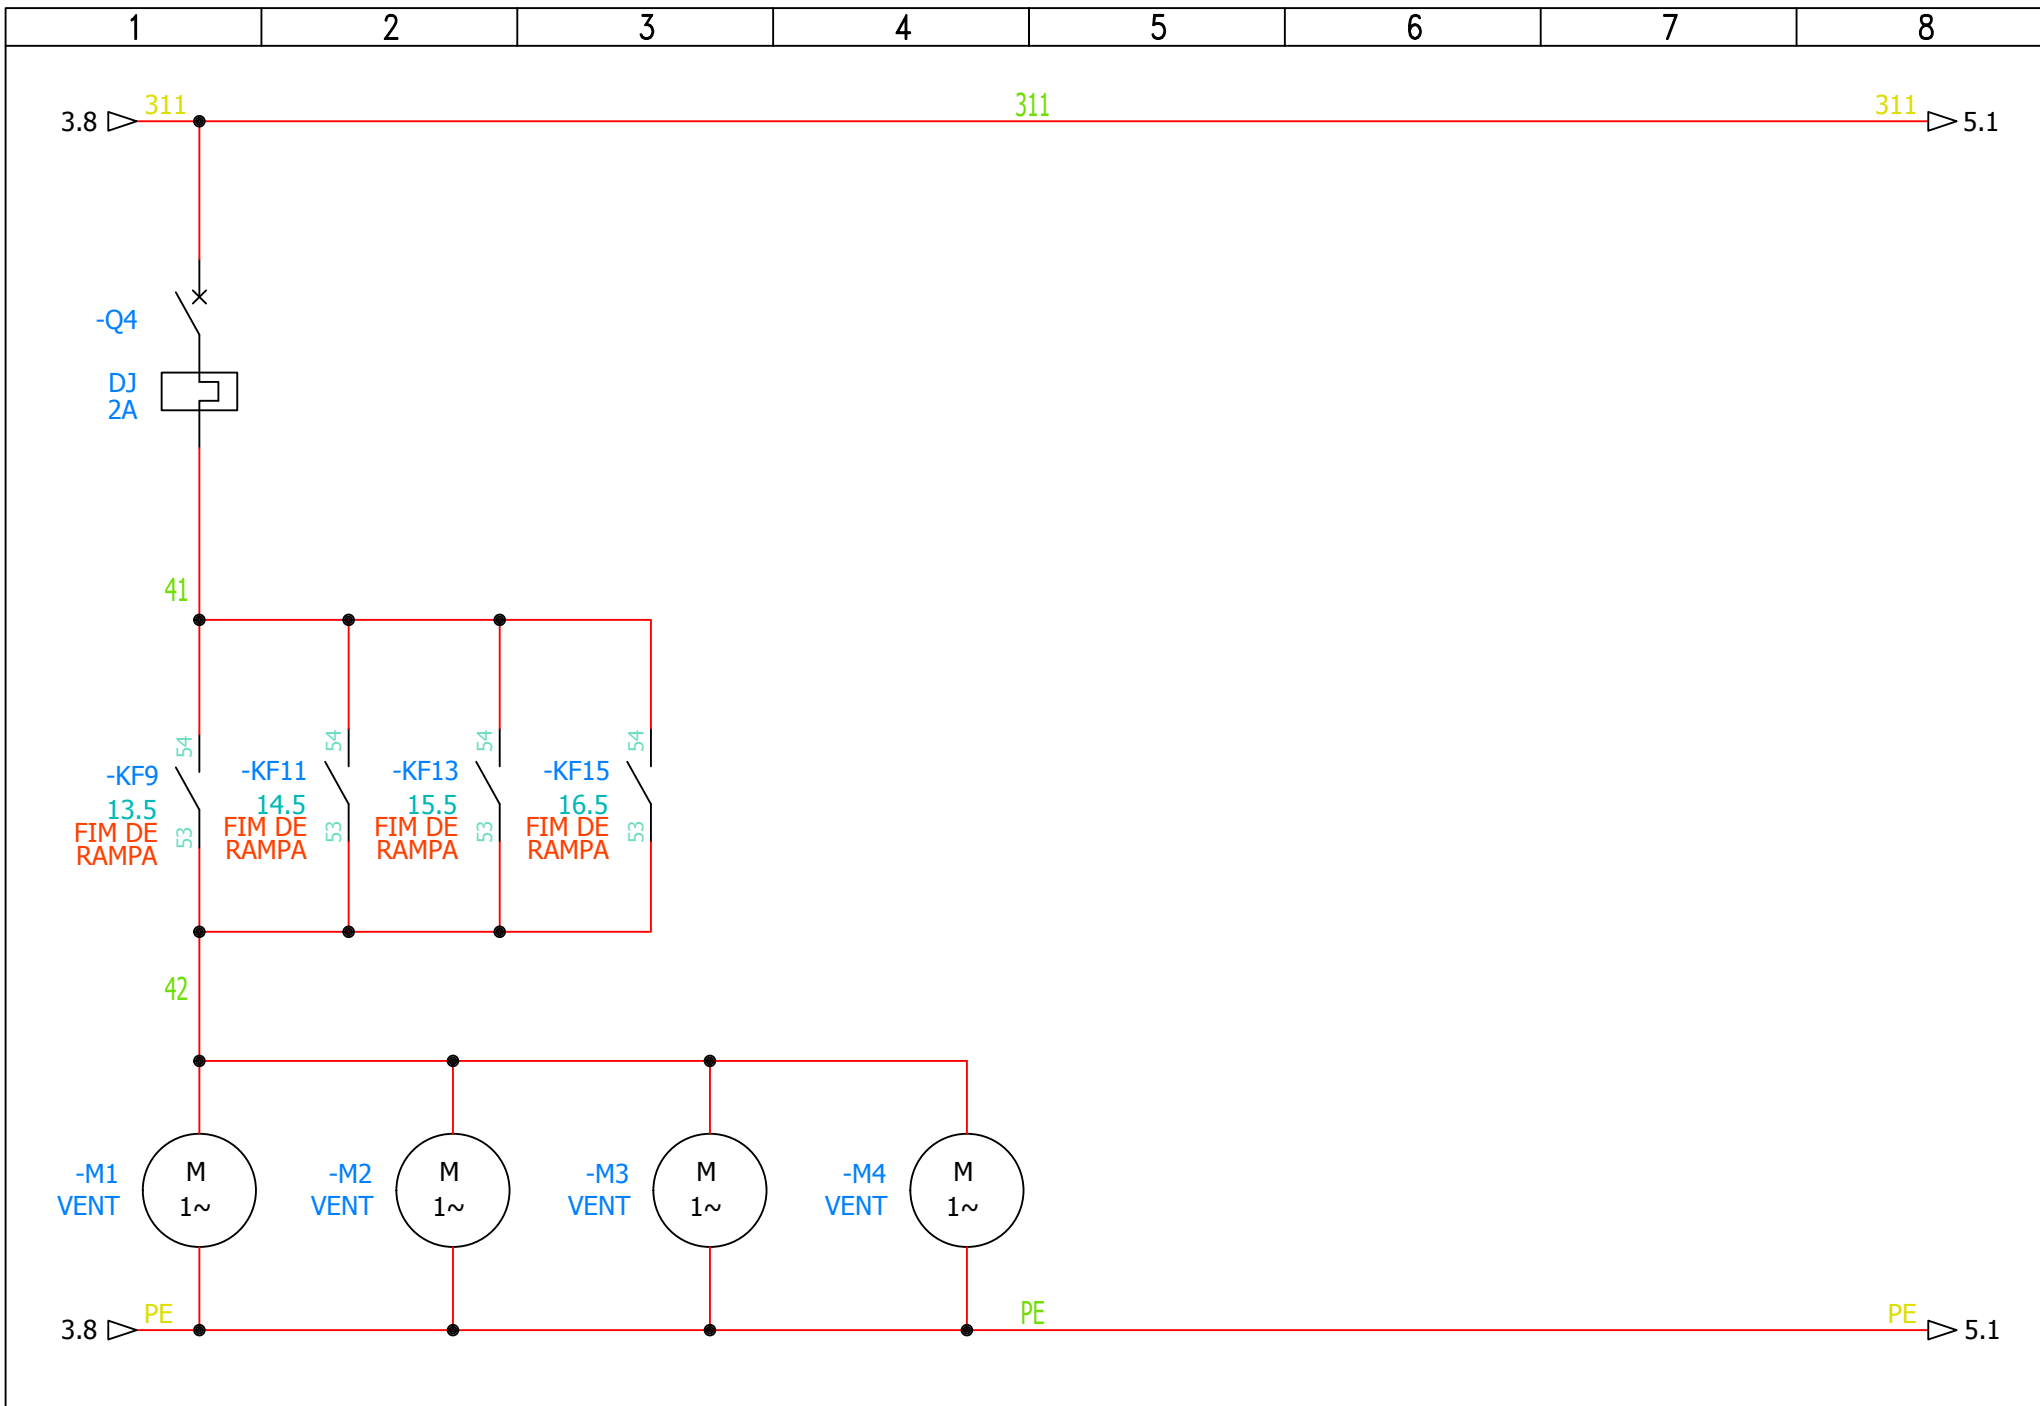 1 2 3 4 5 6 7 8
3.8 311 311 311 5.1
-Q4
DJ
2A
41
54 54 54 54
-KF9 -KF11 -KF13 -KF15
13.5 14.5 15.5 16.5
FIM DE FIM DE FIM DE FIM DE
RAMPA RAMPA RAMPA RAMPA
53 53 53 53
42
-M1 M -M2 M -M3 M -M4 M
VENT 1~ VENT 1~ VENT 1~ VENT 1~
3.8 PE PE PE 5.1